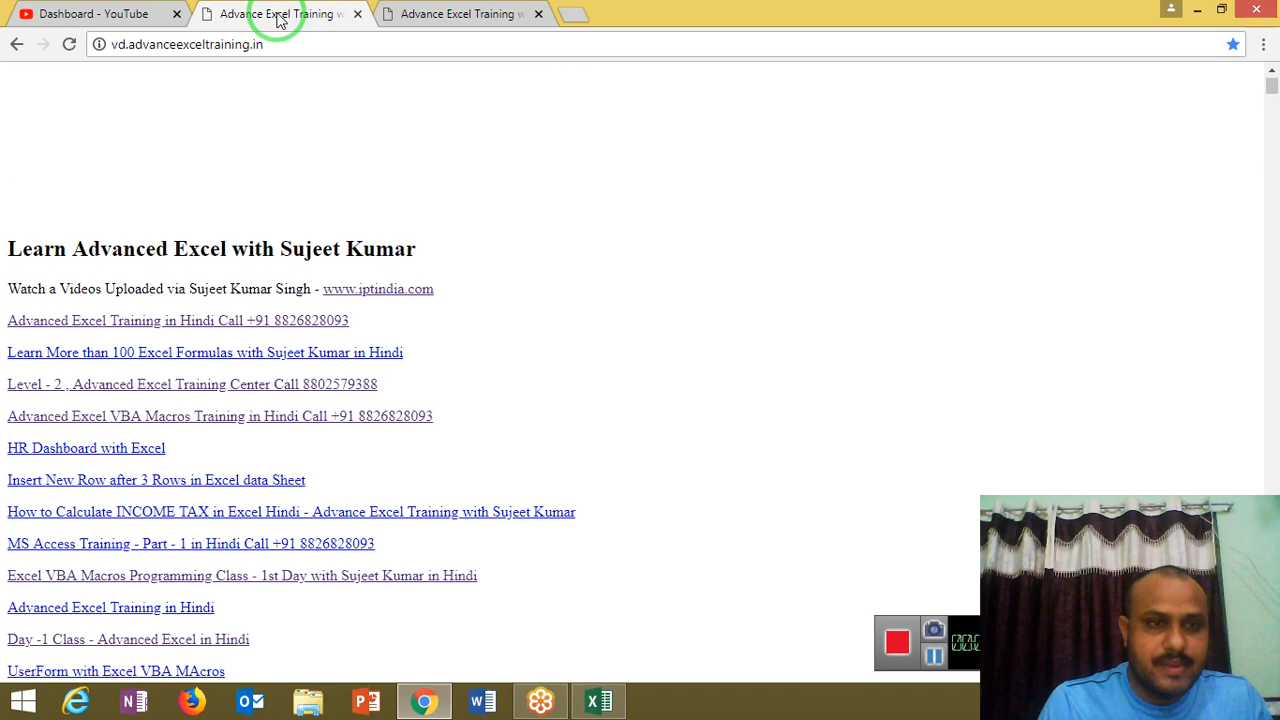 Dashboard - YouTube
Advance Excel Training w
Advance Excel Training w
vd.advanceexceltraining.in
Learn Advanced Excel with Sujeet Kumar
Watch a Videos Uploaded via Sujeet Kumar Singh - www.iptindia.com
Advanced Excel Training in Hindi Call +91 8826828093
Learn More than 100 Excel Formulas with Sujeet Kumar in Hindi
Level - 2 , Advanced Excel Training Center Call 8802579388
Advanced Excel VBA Macros Training in Hindi Call +91 8826828093
HR Dashboard with Excel
Insert New Row after 3 Rows in Excel data Sheet
How to Calculate INCOME TAX in Excel Hindi - Advance Excel Training with Sujeet Kumar
MS Access Training - Part - 1 in Hindi Call +91 8826828093
Excel VBA Macros Programming Class - 1st Day with Sujeet Kumar in Hindi
Advanced Excel Training in Hindi
Day -1 Class - Advanced Excel in Hindi
UserForm with Excel VBA MAcros